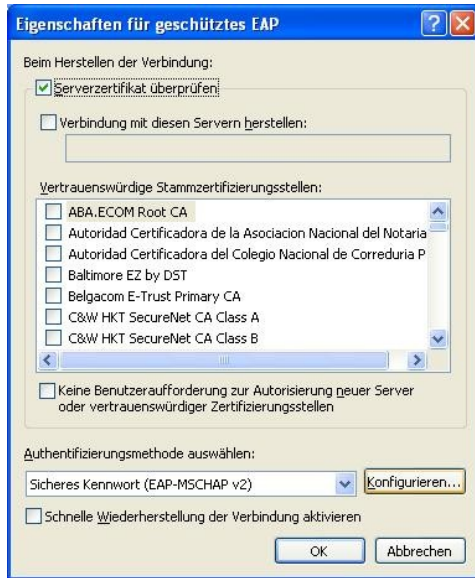 Eigenschaften für geschütztes EAP
Beim Herstellen der Verbindung:
Serverzertifikat überprüfen
Verbindung mit diesen Servern herstellen:
Vertrauenswürdige Stammzertifizierungsstellen:
ABA.ECOM Root CA
Autoridad Certificadora de la Asociacion Nacional del Notaria
Autoridad Certificadora del Colegio Nacional de Correduria P
Baltimore EZ by DST
Belgacom E-Trust Primary CA
C&W HKT SecureNet CA Class A
C&W HKT SecureNet CA Class B
Keine Benutzeraufforderung zur Autorisierung neuer Server
oder vertrauenswürdiger Zertifizierungsstellen
Authentifizierungsmethode auswählen:
Sicheres Kennwort (EAP-MSCHAP v2) Konfigurieren...
Schnelle Wiederherstellung der Verbindung aktivieren
OK Abbrechen